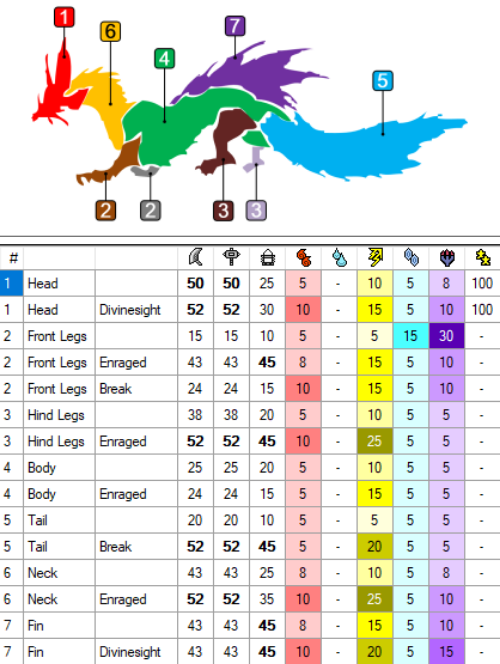 1
6
7
4
5
2
2
3
3
#
1 Head 50 50 25 5 - 10 5 8 100
1 Head Divinesight 52 52 30 10 - 15 5 10 100
2 Front Legs 15 15 10 5 - 5 15 30 -
2 Front Legs Enraged 43 43 45 8 - 15 5 10 -
2 Front Legs Break 24 24 15 10 - 15 5 10 -
3 Hind Legs 38 38 20 5 - 10 5 5 -
3 Hind Legs Enraged 52 52 45 10 - 25 5 5 -
4 Body 25 25 20 5 - 10 5 5 -
4 Body Enraged 24 24 15 5 - 15 5 5 -
5 Tail 20 20 10 5 - 5 5 5 -
5 Tail Break 52 52 45 5 - 20 5 5 -
6 Neck 43 43 25 8 - 10 5 8 -
6 Neck Enraged 52 52 35 10 - 25 5 10 -
7 Fin 43 43 45 8 - 15 5 10 -
7 Fin Divinesight 43 43 45 10 - 20 5 15 -